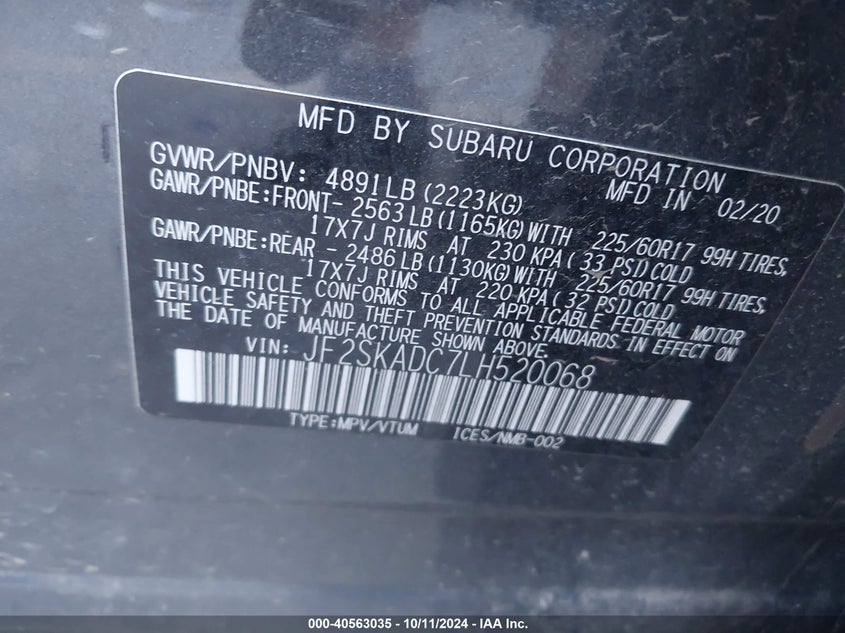 MFD BY SUBARU CORPORATION
GVWR/PNBV: 4891LB(2223KG) MFD IN 02/20
GAWR/PNBE:FRONT- 2563LB(1165KG)WITH 225/60R17 99H TIRES,
17X7J RIMS AT 230 KPA(33 PSI)COLD
GAWR/PNBE:REAR - 2486LB(1130KG)WITH 225/60R17 99H TIRES,
17X7J RIMS AT 220 KPA(32 PSI)COLD
THIS VEHICLE CONFORMS TO ALL APPLICABLE FEDERAL MOTOR
VEHICLE SAFETY AND THEFT PREVENTION STANDARDS IN EFFECT ON
THE DATE OF MANUFACTURE SHOWN ABOVE.
VIN: JF2SKADC7LH520068
TYPE:MPV/VTUM ICES/NMB-002
000-40563035 - 10/11/2024 - IAA Inc.